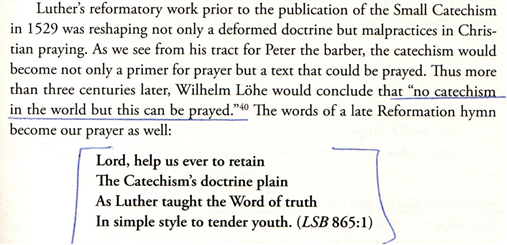 Luther's reformatory work prior to the publication of the Small Catechism
in 1529 was reshaping not only a deformed doctrine but malpractices in Chris-
tian praying. As we see from his tract for Peter the barber, the catechism would
become not only a primer for prayer but a text that could be prayed. Thus more
than three centuries later, Wilhelm Löhe would conclude that "no catechism
in the world but this can be prayed."40 The words of a late Reformation hymn
become our prayer as well:
Lord, help us ever to retain
The Catechism's doctrine plain
As Luther taught the Word of truth
In simple style to tender youth. (LSB 865:1)